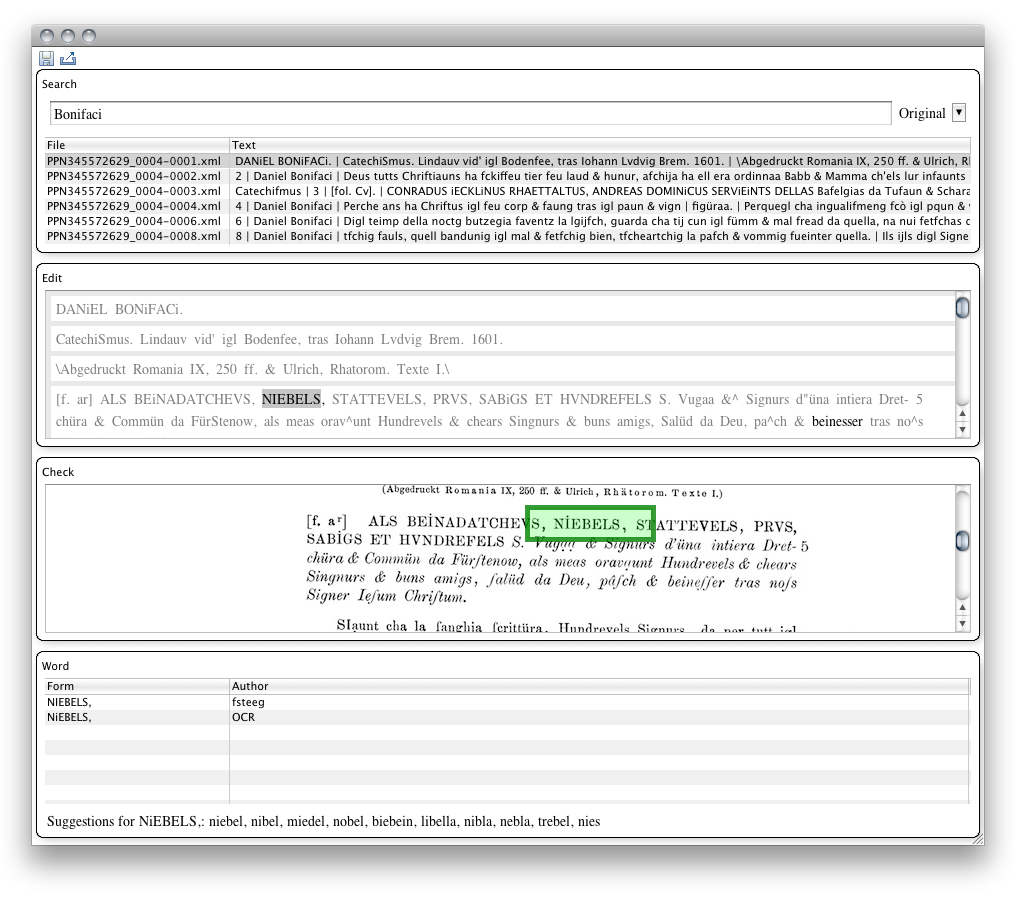 Search
Bonifaci Original
File Text
PPN345572629_0004-0001.xml DANiEL BONiFACi. | CatechiSmus. Lindauv vid' igl Bodenfee, tras Iohann Lvdvig Brem. 1601. | \Abgedruckt Romania IX, 250 ff. & Ulrich, R
PPN345572629_0004-0002.xml 2 | Daniel Bonifaci | Deus tutts Chriftiauns ha fckiffeu tier feu laud & hunur, afchija ha ell era ordinnaa Babb & Mamma ch'els lur infaunts
PPN345572629_0004-0003.xml Catechifmus | 3 | [fol. Cv]. | CONRADUS iECKLiNUS RHAETTALTUS, ANDREAS DOMiNiCUS SERViEiNTS DELLAS Bafelgias da Tufaun & Schara
PPN345572629_0004-0004.xml 4 | Daniel Bonifaci | Perche ans ha Chriftus igl feu corp & faung tras igl paun & vign | figüraa. | Perquegl cha ingualifmeng fcò igl pqun &
PPN345572629_0004-0006.xml 6 | Daniel Bonifaci | Digl teimp della noctg butzegia faventz la lgijfch, guarda cha tij cun igl fümm & mal fread da quella, na nui fetfchas
PPN345572629_0004-0008.xml 8 | Daniel Bonifaci | tfchig fauls, quell bandunig igl mal & fetfchig bien, tfcheartchig la pafch & vommig fueinter quella. | Ils ijls digl Signe
Edit
DANiEL BONiFACi.
CatechiSmus. Lindauv vid' igl Bodenfee, tras Iohann Lvdvig Brem. 1601.
\Abgedruckt Romania IX, 250 ff. & Ulrich, Rhatorom. Texte I.\
[f. ar] ALS BEiNADATCHEVS, NIEBELS, STATTEVELS, PRVS, SABiGS ET HVNDREFELS S. Vugaa &^ Signurs d"üna intiera Dret- 5
chüra & Commün da FürStenow, als meas orav^unt Hundrevels & chears Singnurs & buns amigs, Salüd da Deu, pa^ch & beinesser tras no^s
Check
(Abgedruckt Romania IX, 250 ff. & Ulrich, Rhätorom. Texte I.)
[f. aʳ] ALS BEİNADATCHEVS, NİEBELS, STATTEVELS, PRVS,
SABİGS ET HVNDREFELS S. Vugaa & Signurs d'üna intiera Dret- 5
chüra & Commün da Fürſtenow, als meas oravaunt Hundrevels & chears
Singnurs & buns amigs, ſalüd da Deu, pâſch & beineſſer tras noſs
Signer Ieſum Chriſtum.
SIaunt cha la ſanghia ſcrittüra, Hundrevels Signurs, da per tutt igl
Word
Form Author
NIEBELS, fsteeg
NiEBELS, OCR
Suggestions for NiEBELS,: niebel, nibel, miedel, nobel, biebein, libella, nibla, nebla, trebel, nies